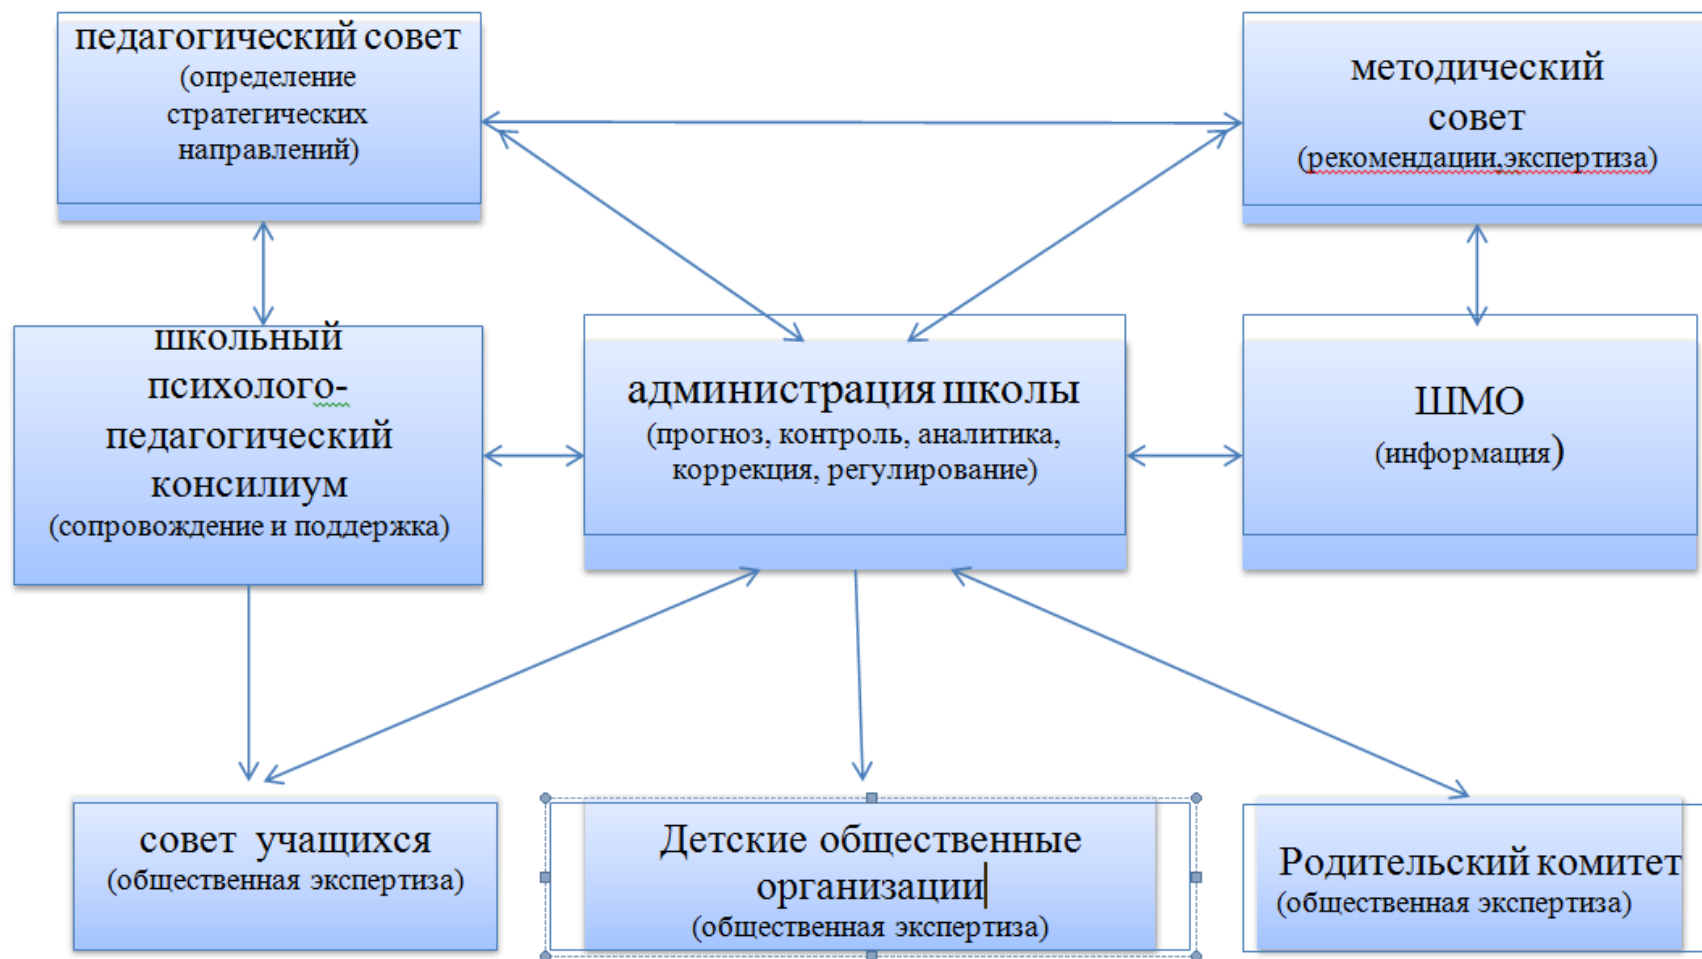 педагогический совет
(определение
стратегических
направлений)
методический
совет
(рекомендации,экспертиза)
школьный
психолого-
педагогический
консилиум
(сопровождение и поддержка)
администрация школы
(прогноз, контроль, аналитика,
коррекция, регулирование)
ШМО
(информация)
совет учащихся
(общественная экспертиза)
Детские общественные
организации
(общественная экспертиза)
Родительский комитет
(общественная экспертиза)